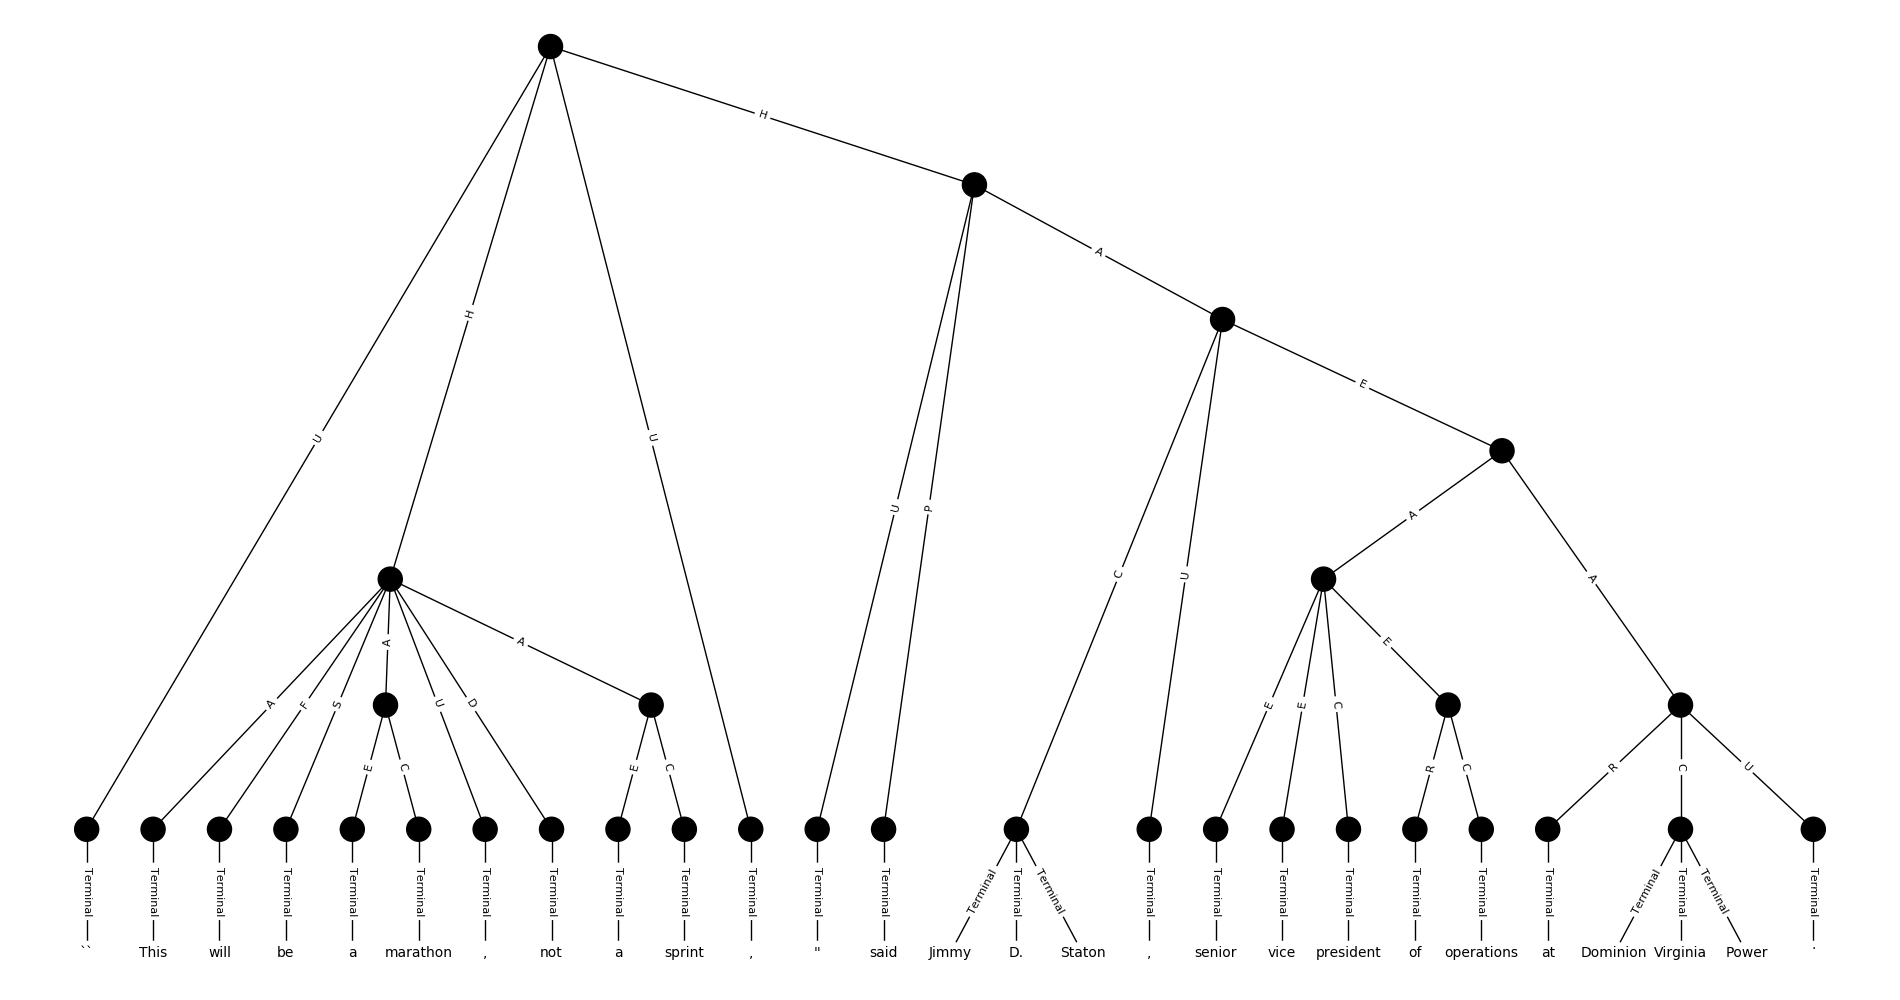 H
A
E
H
U
U
U
P
A
C
U
A
A
A
A
E
A
F
S
U
D
E
E
C
E
C
E
C
R
C
R
C
U
Terminal Terminal Terminal Terminal Terminal Terminal Terminal Terminal Terminal Terminal Terminal Terminal Terminal Terminal Terminal Terminal Terminal Terminal Terminal Terminal Terminal Terminal Terminal Terminal Terminal Terminal Terminal
`` This will be a marathon , not a sprint , " said Jimmy D. Staton , senior vice president of operations at Dominion Virginia Power .